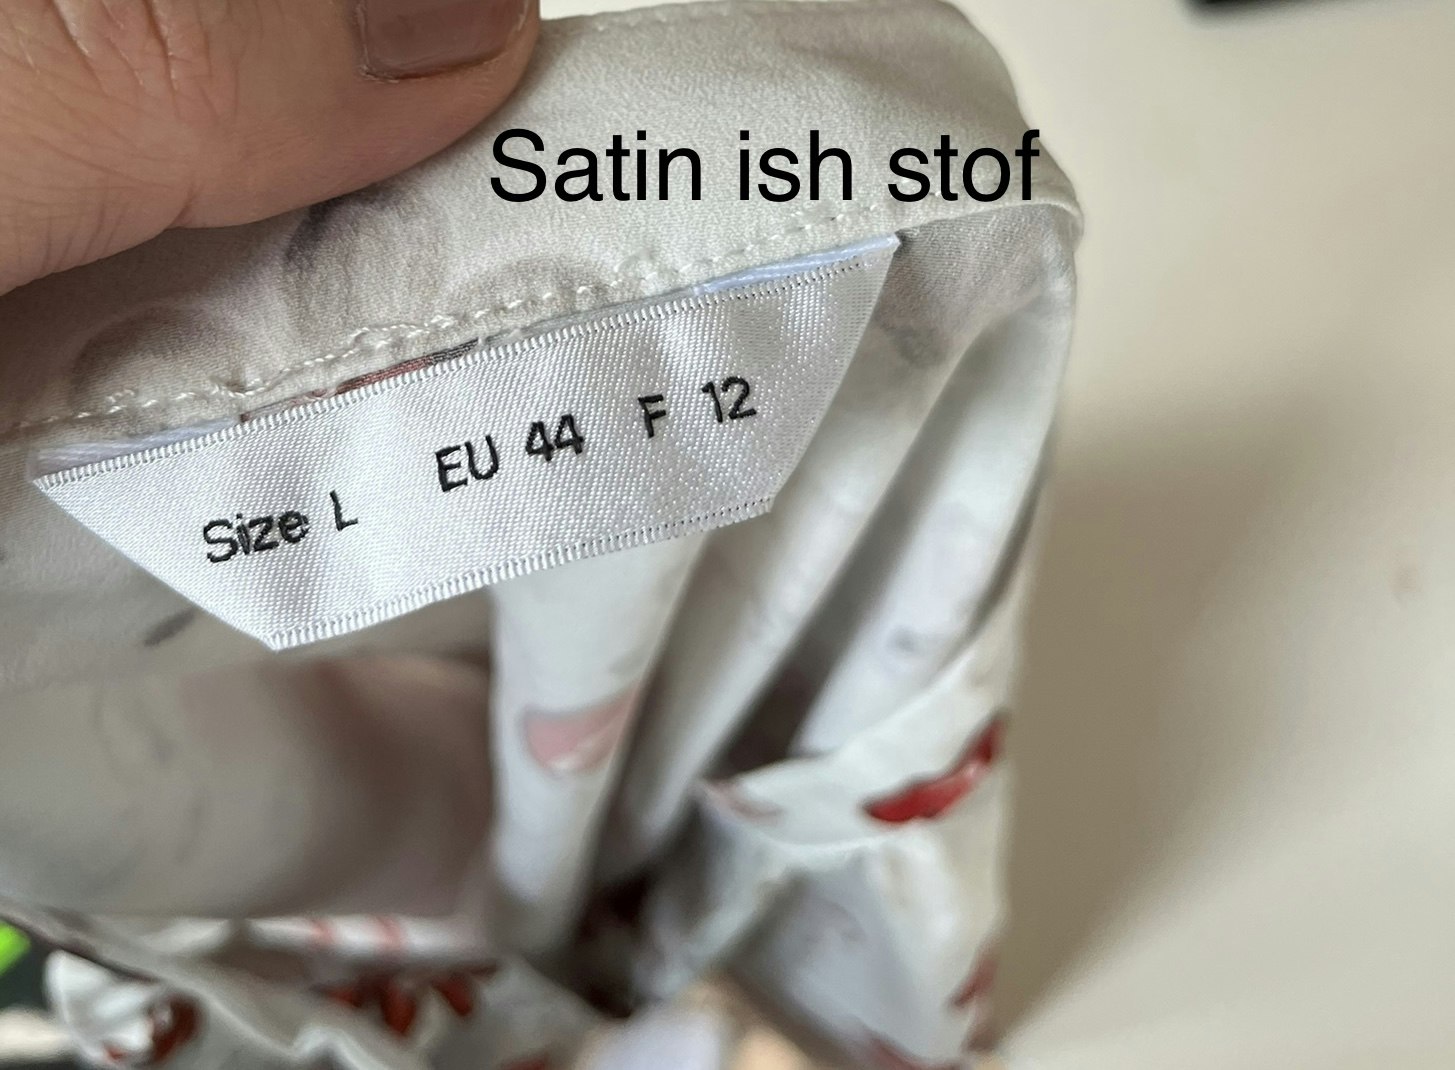 Satin ish stof
Size L EU 44 F 12